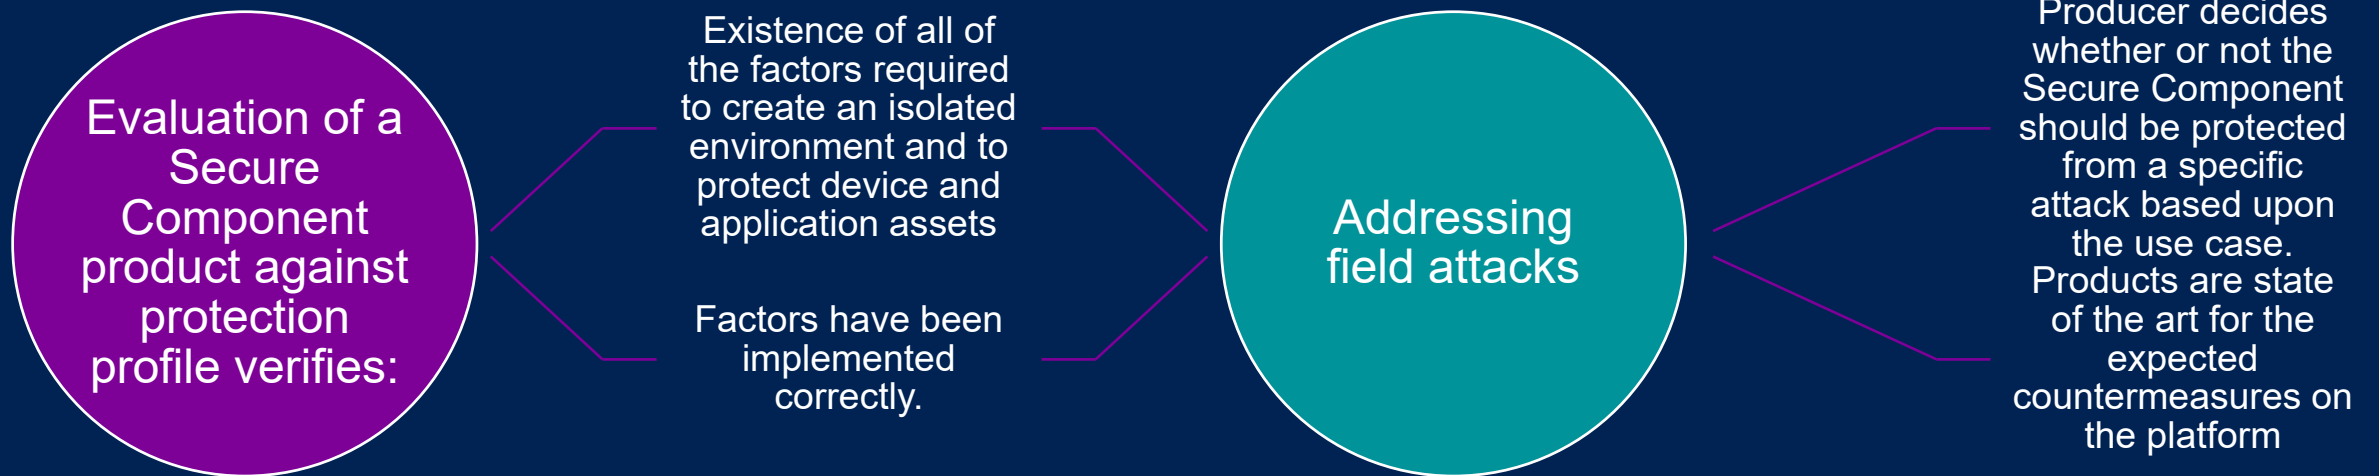 Evaluation of a
Secure
Component
product against
protection
profile verifies:
Existence of all of
the factors required
to create an isolated
environment and to
protect device and
application assets
Factors have been
implemented
correctly.
Addressing
field attacks
Producer decides
whether or not the
Secure Component
should be protected
from a specific
attack based upon
the use case.
Products are state
of the art for the
expected
countermeasures on
the platform